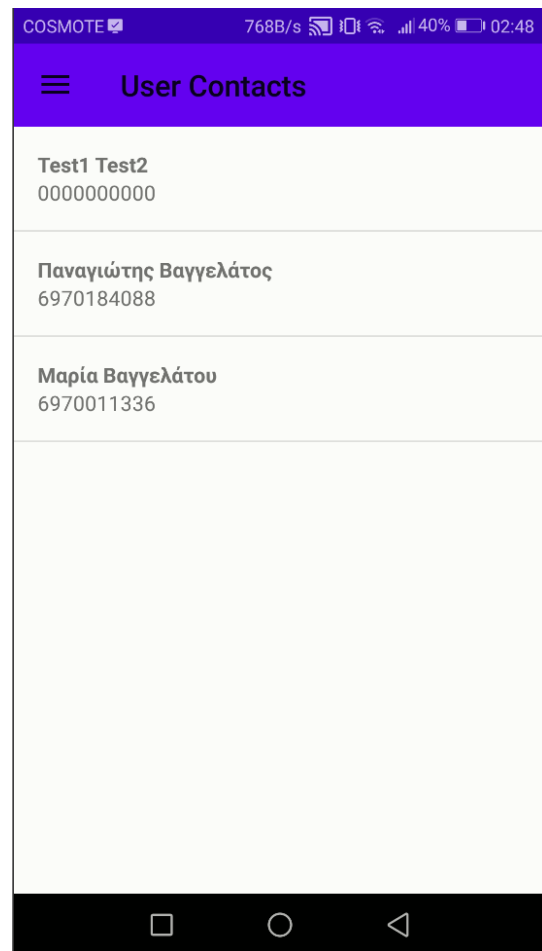 COSMOTE 768B/s 40% 02:48
User Contacts
Test1 Test2
0000000000
Παναγιώτης Βαγγελάτος
6970184088
Μαρία Βαγγελάτου
6970011336